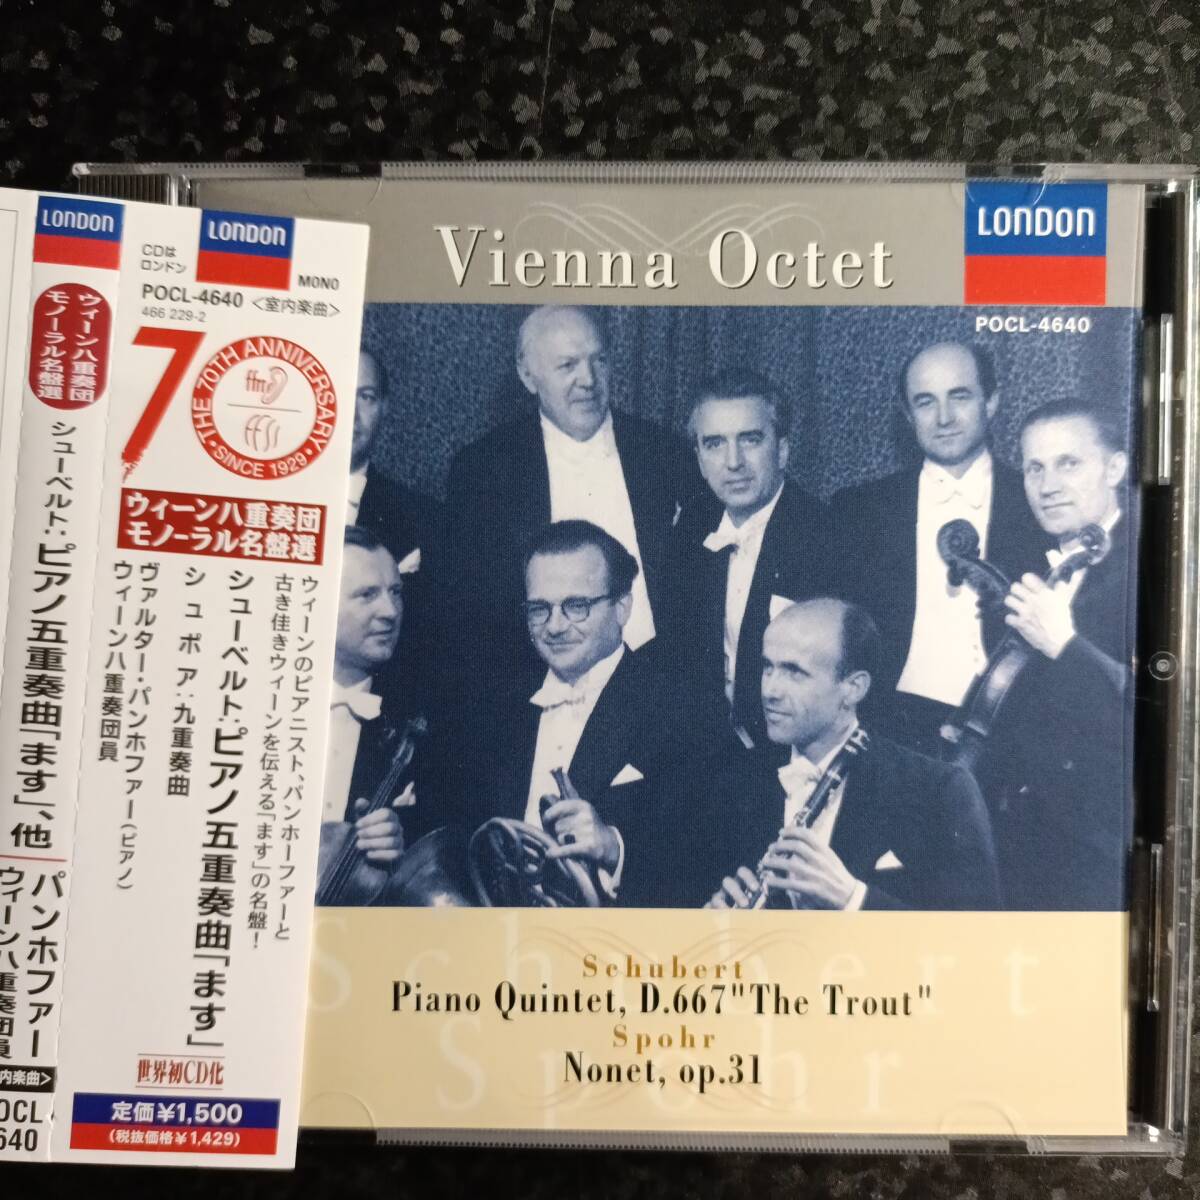 LONDON
ウィーン八重奏団
モノーラル名盤選
シューベルト:ピアノ五重奏曲「ます」、他
パンホファー
ウィーン八重奏団員
内楽曲>
OCL
640
CDは
ロンドン
LONDON
MONO
POCL-4640 <室内楽曲>
466 229-2
70
THE 70TH ANNIVERSARY • SINCE 1929 •
ffrr
ffss
ウィーン八重奏団
モノーラル名盤選
ウィーンのピアニスト、パンホーファーと
古き佳きウィーンを伝える「ます」の名盤!
シューベルト:ピアノ五重奏曲「ます」
シュポア:九重奏曲
ヴァルター・パンホファー(ピアノ)
ウィーン八重奏団員
世界初CD化
定価¥1,500
(税抜価格¥1,429)
Vienna Octet
LONDON
POCL-4640
Schubert
Piano Quintet, D.667"The Trout"
Spohr
Nonet, op.31
Schubert
Spohr